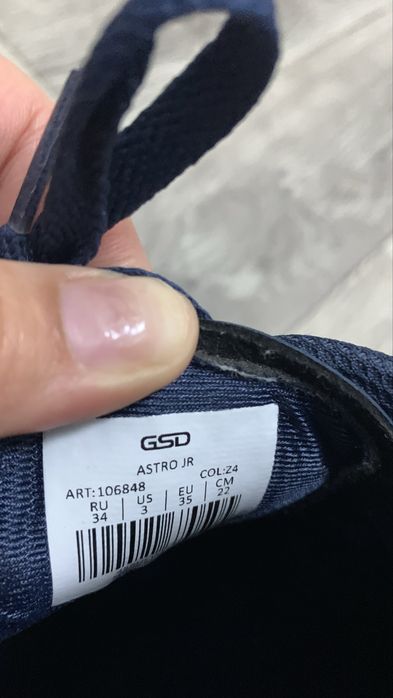 GSD
ASTRO JR
ART:106848 COL:Z4
RU US EU CM
34 3 35 22